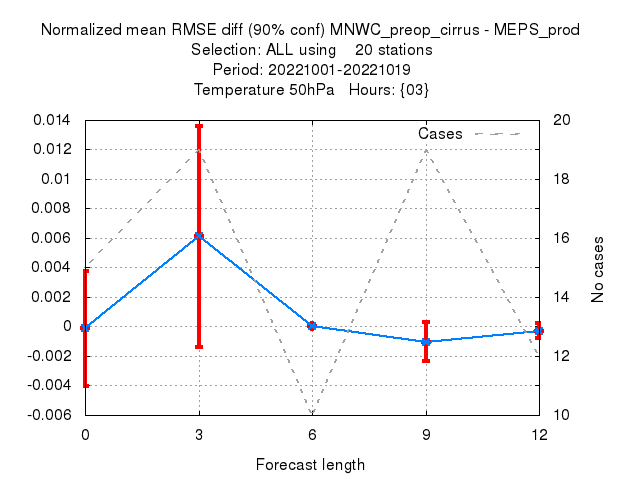 Normalized mean RMSE diff (90% conf) MNWC_preop_cirrus - MEPS_prod
Selection: ALL using 20 stations
Period: 20221001-20221019
Temperature 50hPa Hours: {03}
Cases
0.014
0.012
0.01
0.008
0.006
0.004
0.002
0
-0.002
-0.004
-0.006
20
18
16
14
12
10
No cases
0 3 6 9 12
Forecast length